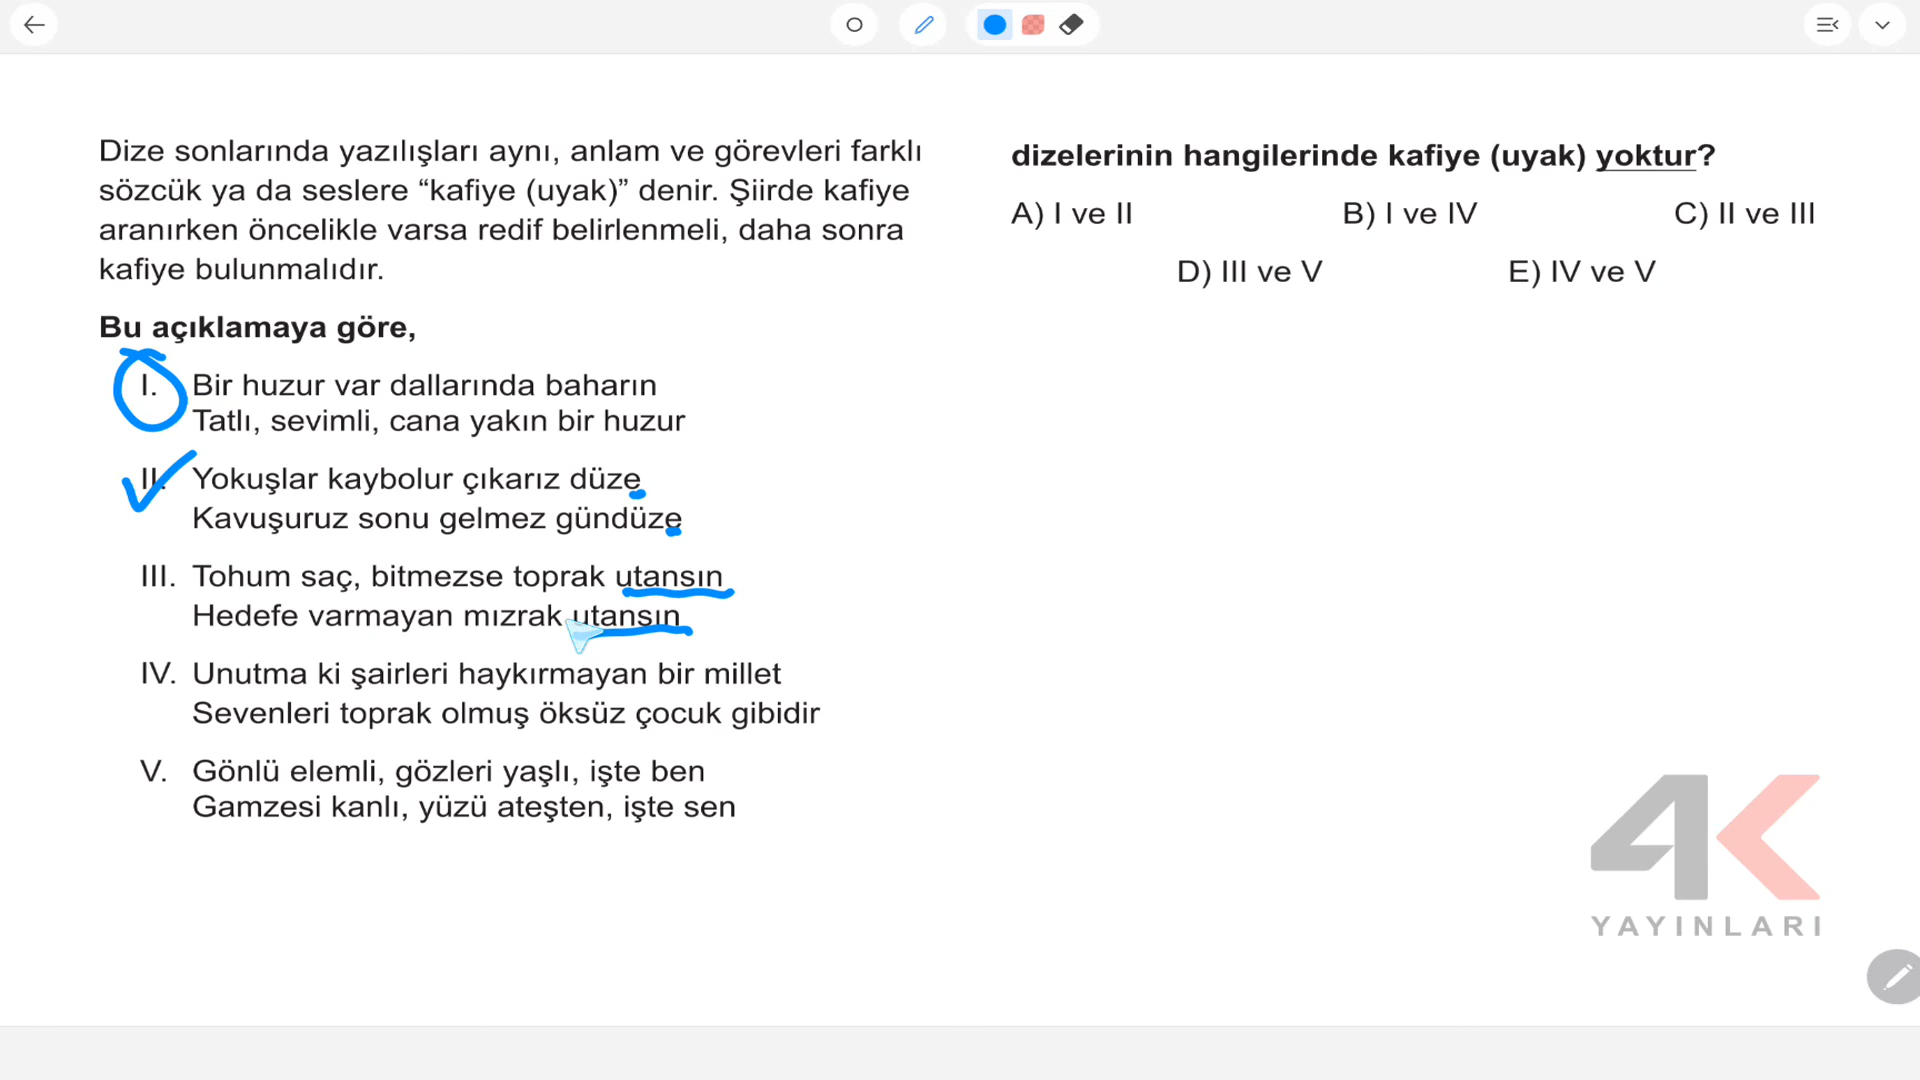 Dize sonlarında yazılışları aynı, anlam ve görevleri farklı
sözcük ya da seslere “kafiye (uyak)” denir. Şiirde kafiye
aranırken öncelikle varsa redif belirlenmeli, daha sonra
kafiye bulunmalıdır.
Bu açıklamaya göre,
I. Bir huzur var dallarında baharın
Tatlı, sevimli, cana yakın bir huzur
II. Yokuşlar kaybolur çıkarız düze
Kavuşuruz sonu gelmez gündüze
III. Tohum saç, bitmezse toprak utansın
Hedefe varmayan mızrak utansın
IV. Unutma ki şairleri haykırmayan bir millet
Sevenleri toprak olmuş öksüz çocuk gibidir
V. Gönlü elemli, gözleri yaşlı, işte ben
Gamzesi kanlı, yüzü ateşten, işte sen
dizelerinin hangilerinde kafiye (uyak) yoktur?
A) I ve II B) I ve IV C) II ve III
D) III ve V E) IV ve V
4K
YAYINLARI